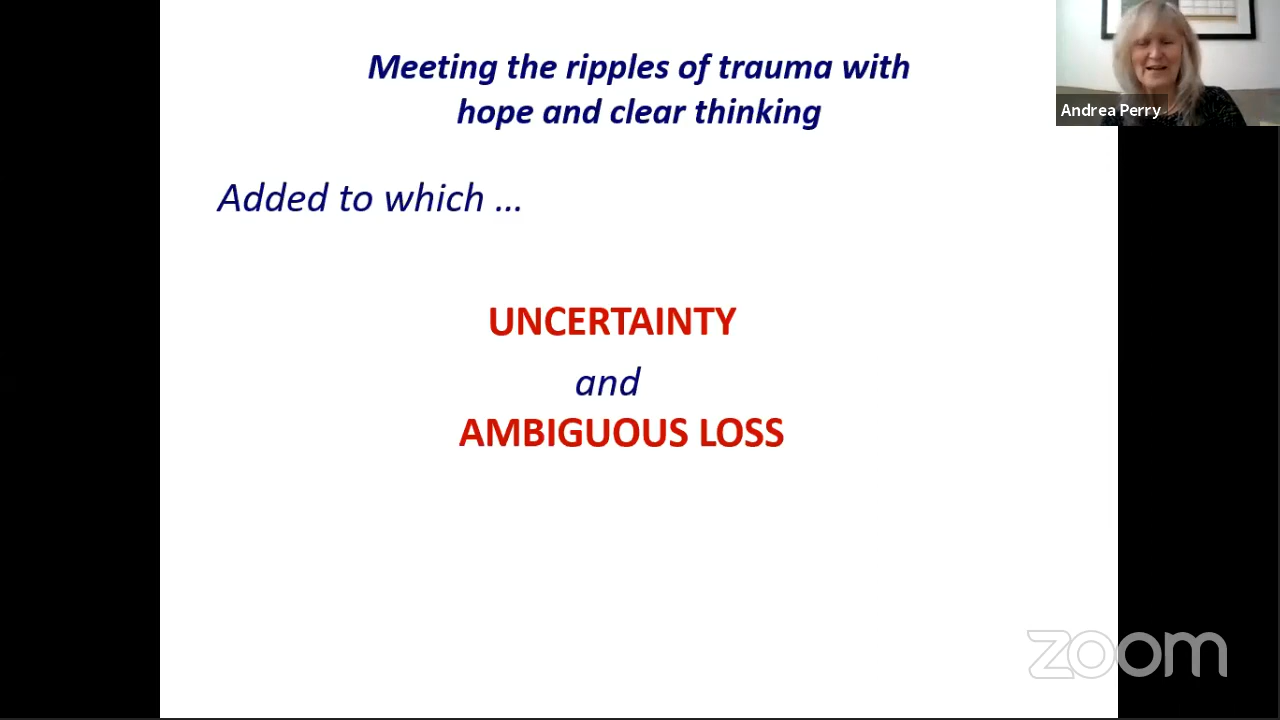 Meeting the ripples of trauma with
hope and clear thinking
Andrea Perry
Added to which ...
UNCERTAINTY
and
AMBIGUOUS LOSS
zoom